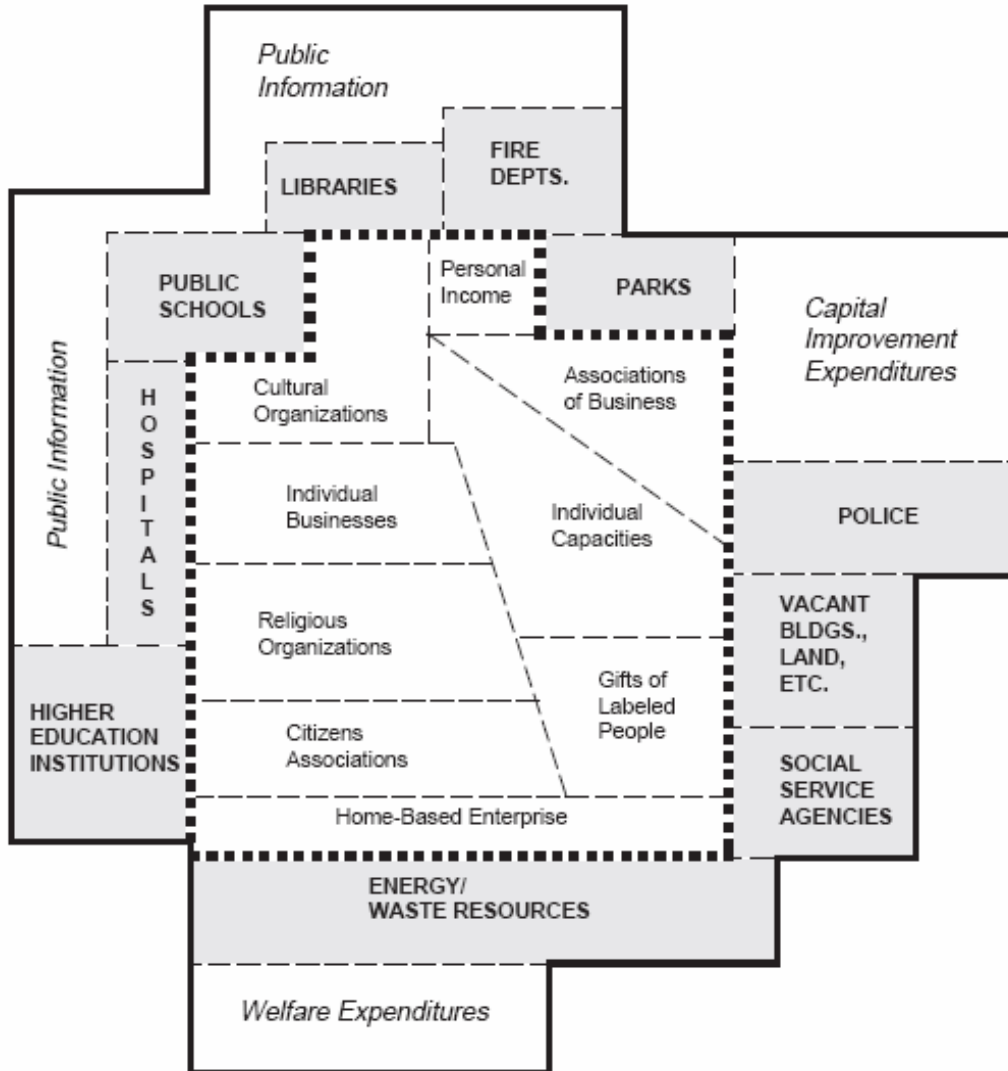 Public
Information
FIRE
DEPTS.
LIBRARIES
Personal
Income
PUBLIC
SCHOOLS
PARKS
Capital
Improvement
Expenditures
Public Information
HOSPITALS
Cultural
Organizations
Associations
of Business
Individual
Businesses
Individual
Capacities
POLICE
Religious
Organizations
VACANT
BLDGS.,
LAND,
ETC.
HIGHER
EDUCATION
INSTITUTIONS
Gifts of
Labeled
People
Citizens
Associations
SOCIAL
SERVICE
AGENCIES
Home-Based Enterprise
ENERGY/
WASTE RESOURCES
Welfare Expenditures